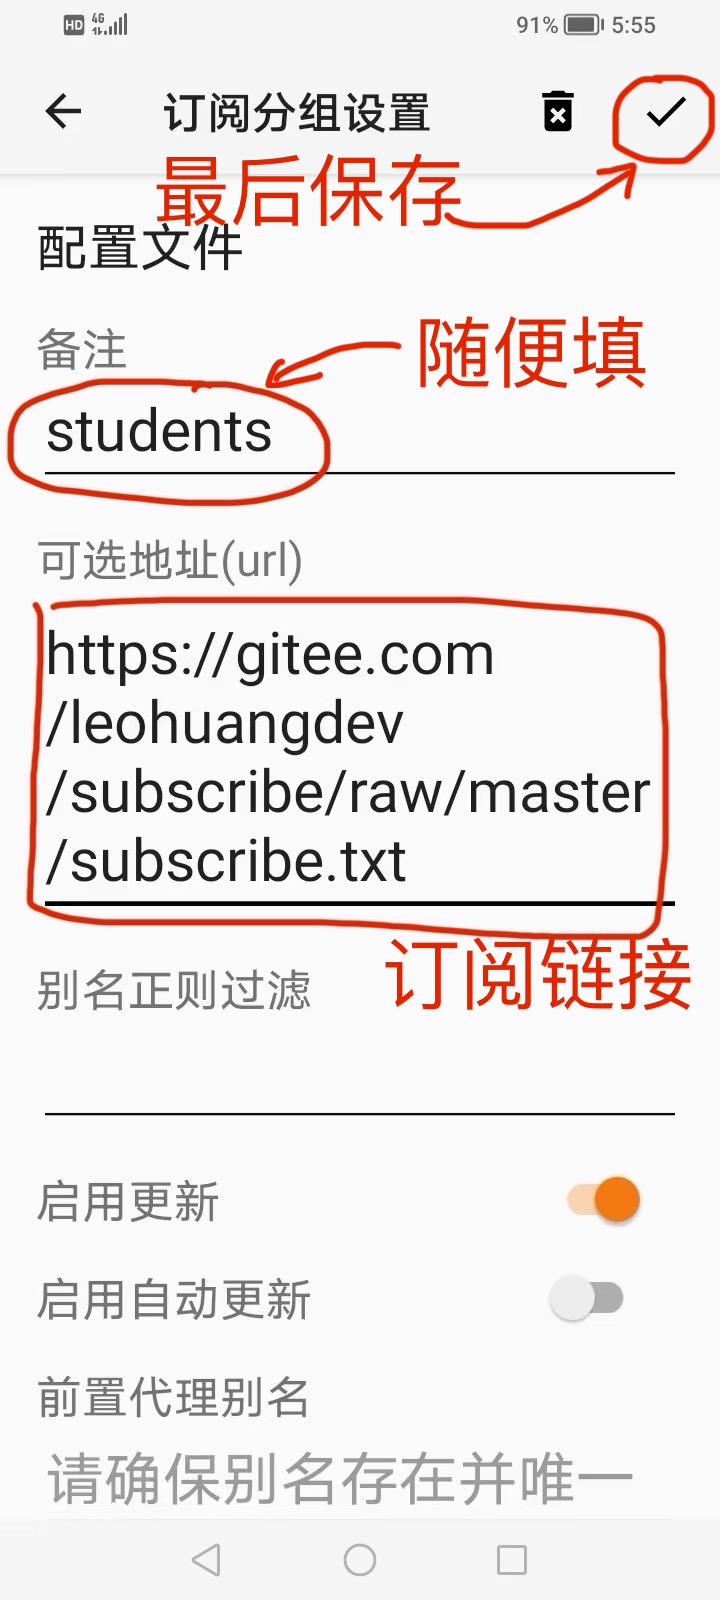 HD 4G 91% 5:55
订阅分组设置
最后保存
配置文件
备注
随便填
students
可选地址(url)
https://gitee.com
/leohuangdev
/subscribe/raw/master
/subscribe.txt
订阅链接
别名正则过滤
启用更新
启用自动更新
前置代理别名
请确保别名存在并唯一